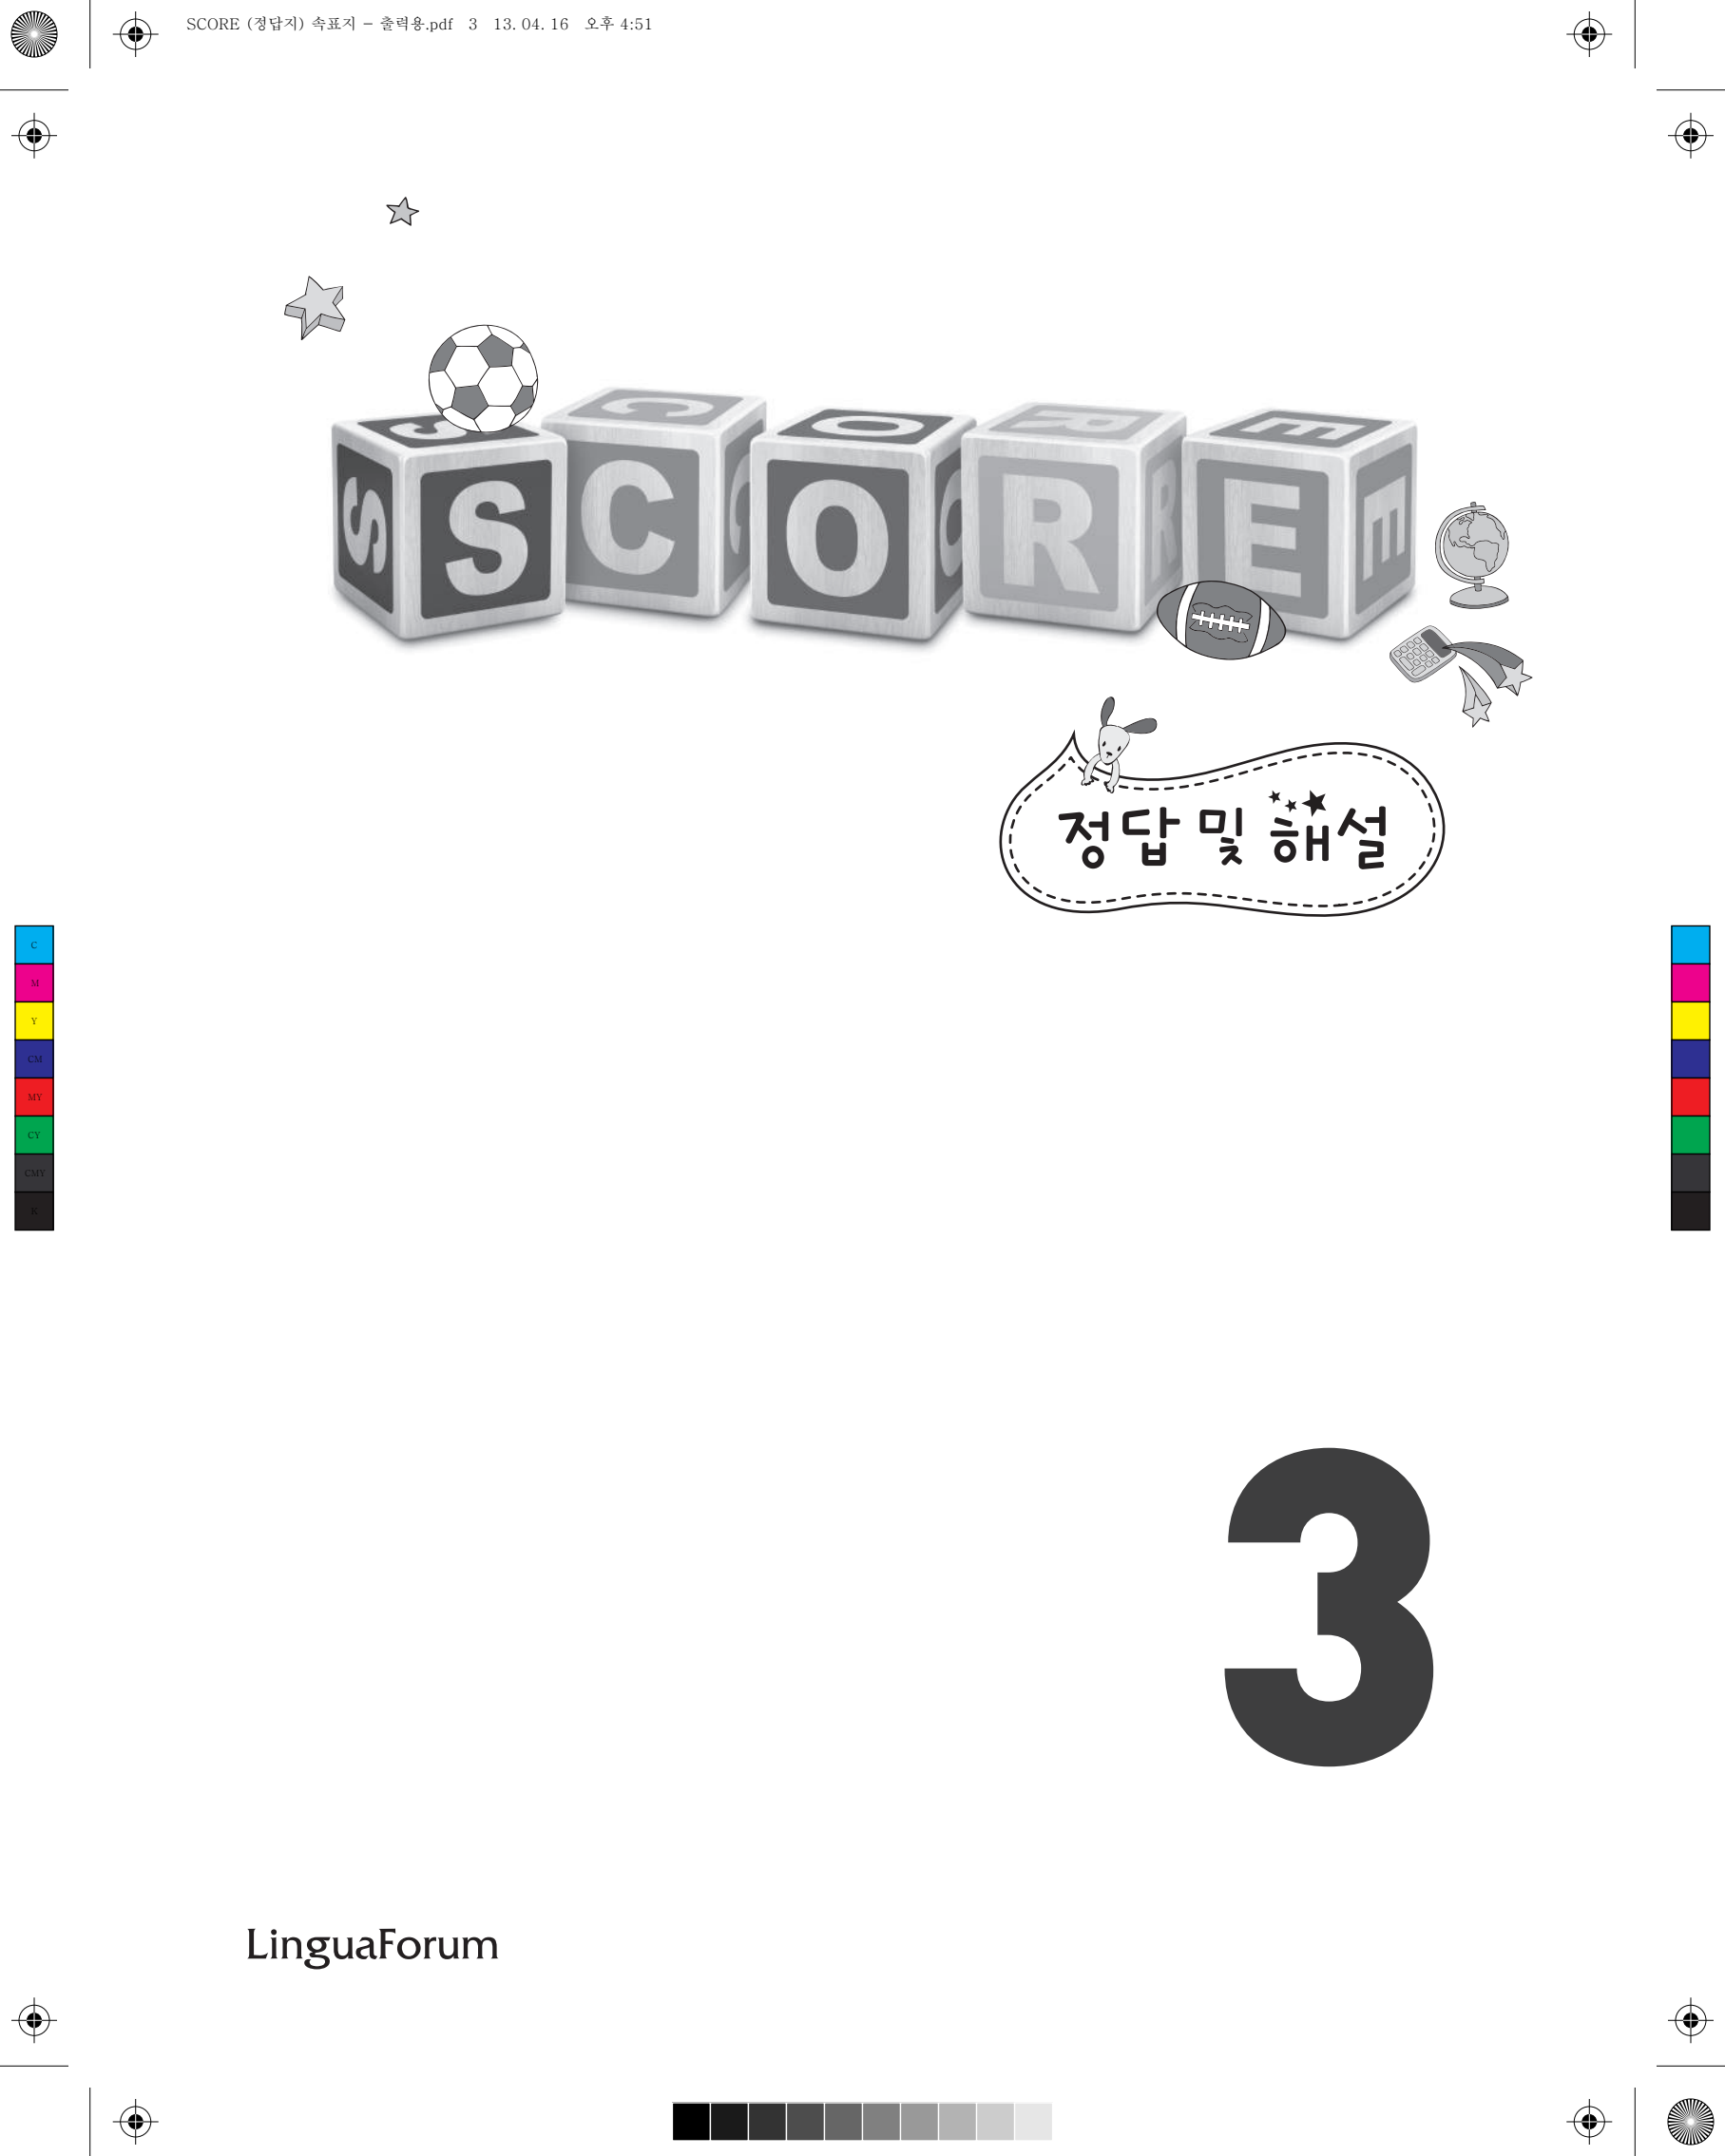 SCORE (정답지) 속표지 - 출력용.pdf 3 13. 04. 16 오후 4:51
S C O R E
S S C C O O R R E E
정답 및 해설
C
M
Y
CM
MY
CY
CMY
K
3
LinguaForum